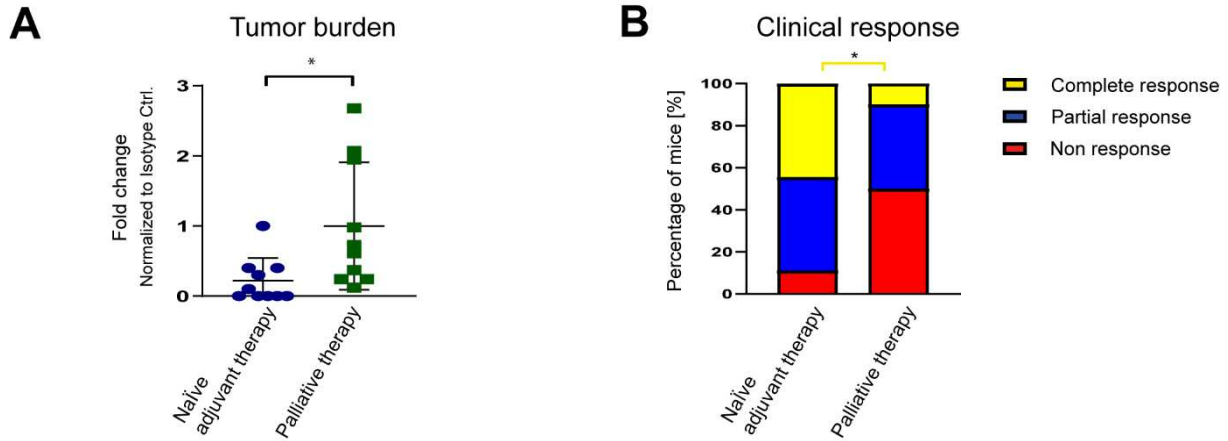 A
Tumor burden
*
Fold change
Normalized to Isotype Ctrl.
3
2
1
0
Naïve
adjuvant therapy
Palliative therapy
B
Clinical response
*
Percentage of mice [%]
100
80
60
40
20
0
Naïve
adjuvant therapy
Palliative therapy
Complete response
Partial response
Non response